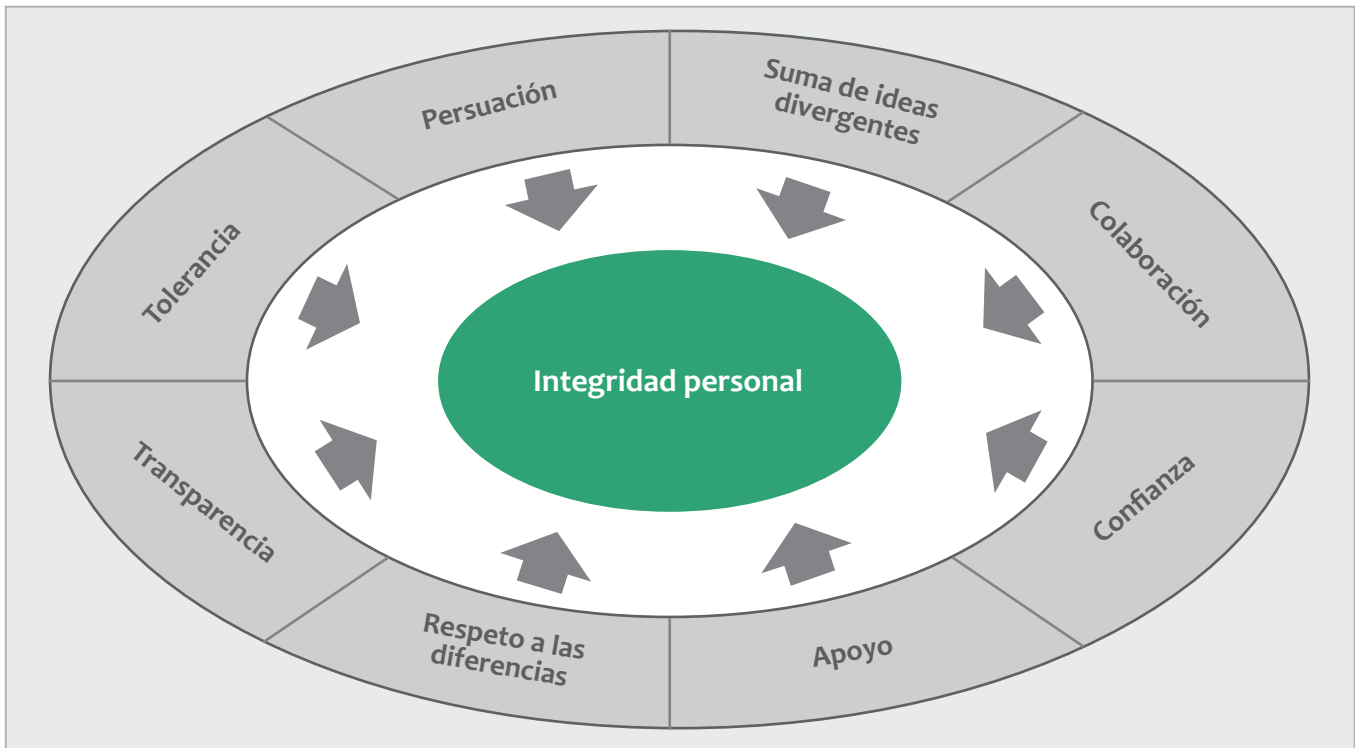 Persuación
Suma de ideas
divergentes
Colaboración
Confianza
Apoyo
Respeto a las
diferencias
Transparencia
Tolerancia
Integridad personal